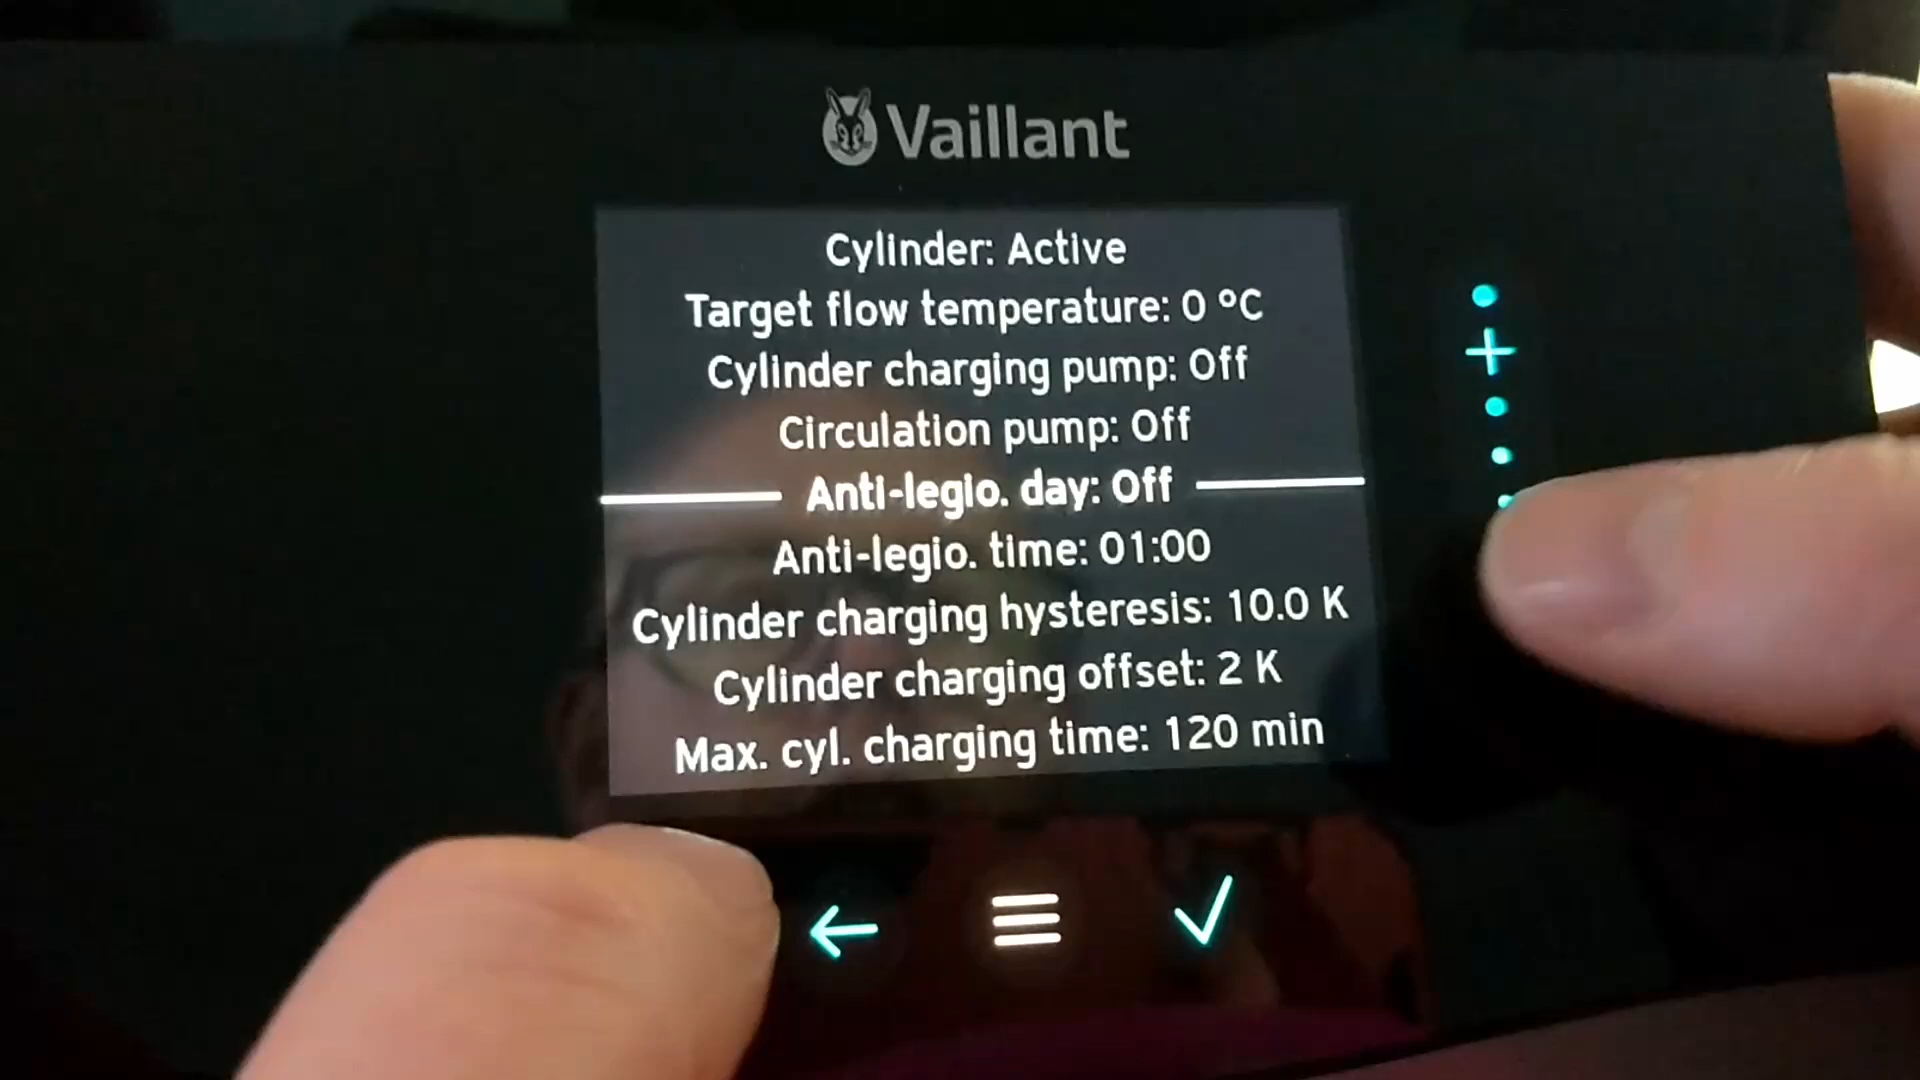 Vaillant
Cylinder: Active
Target flow temperature: 0 °C
Cylinder charging pump: Off
Circulation pump: Off
Anti-legio. day: Off
Anti-legio. time: 01:00
Cylinder charging hysteresis: 10.0 K
Cylinder charging offset: 2 K
Max. cyl. charging time: 120 min